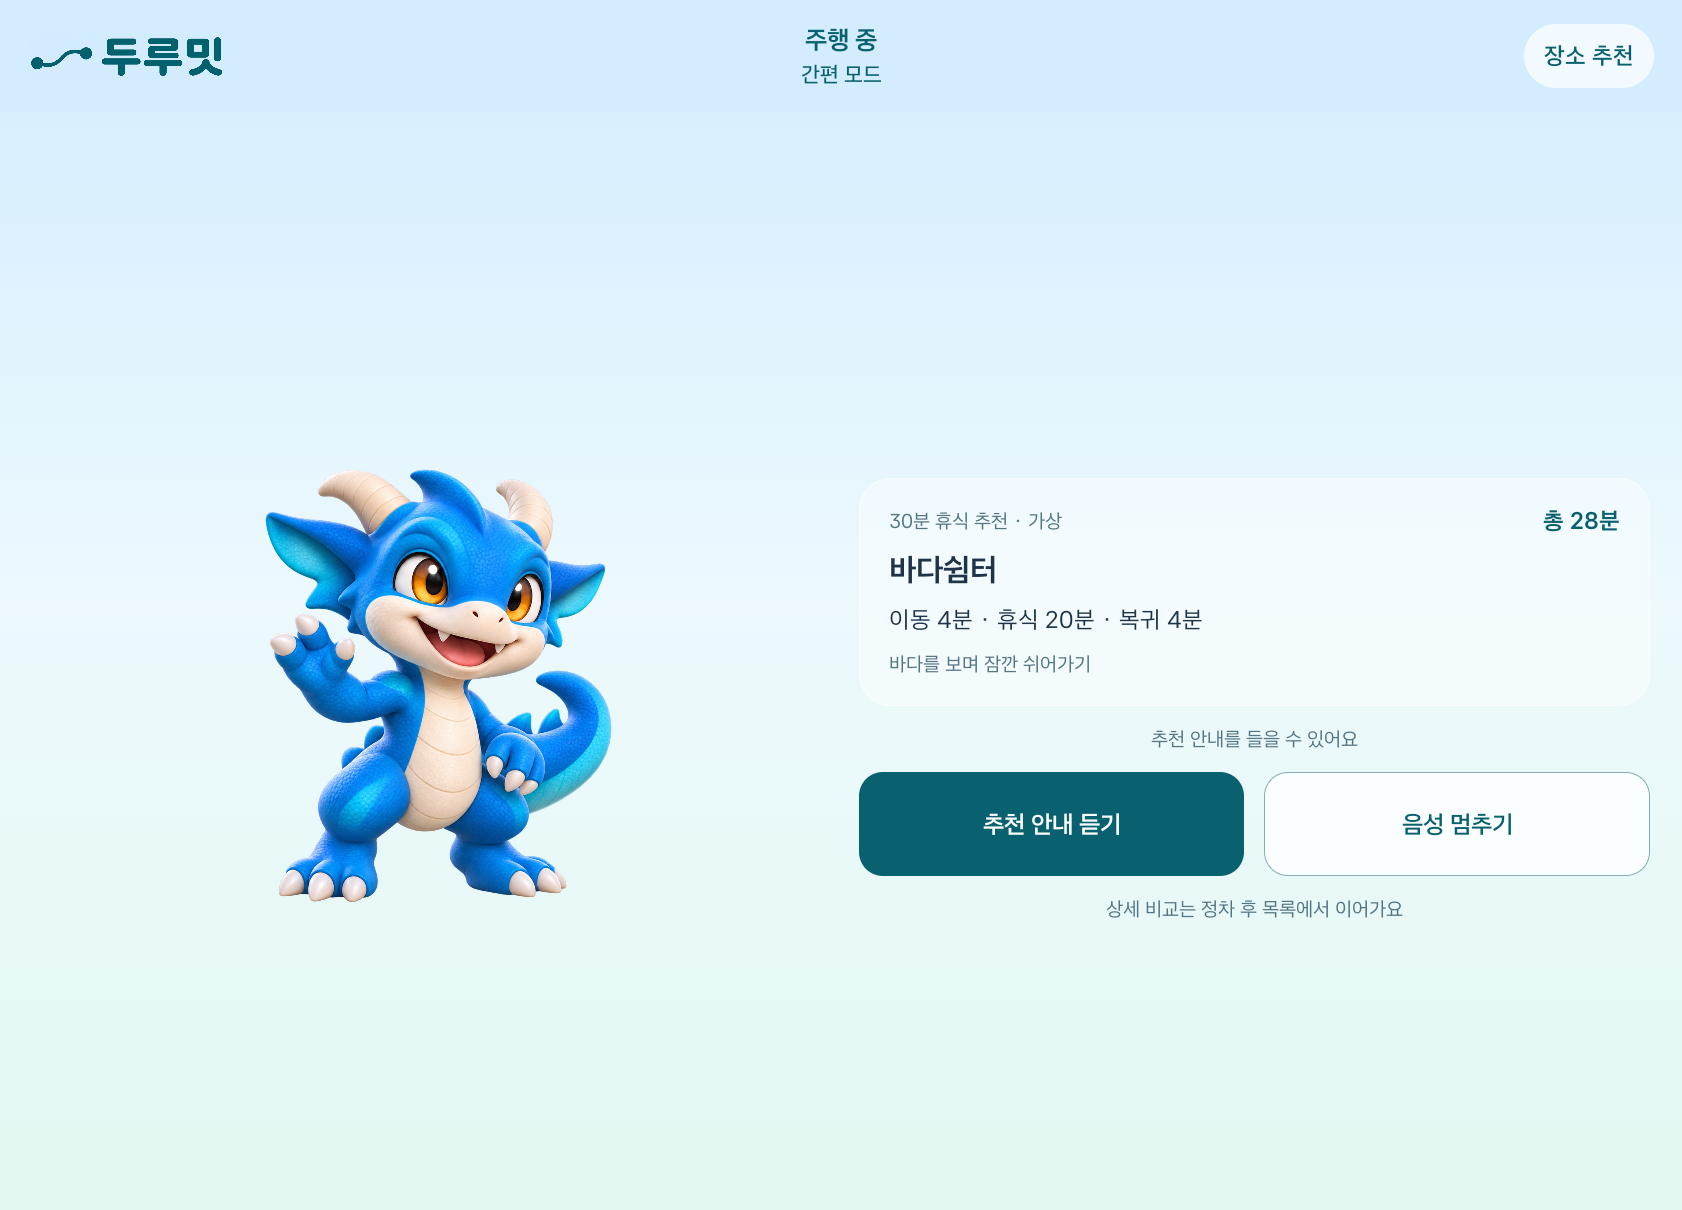 두루밋
주행 중
간편 모드
장소 추천
30분 휴식 추천 · 가상
총 28분
바다쉼터
이동 4분 · 휴식 20분 · 복귀 4분
바다를 보며 잠깐 쉬어가기
추천 안내를 들을 수 있어요
추천 안내 듣기
음성 멈추기
상세 비교는 정차 후 목록에서 이어가요